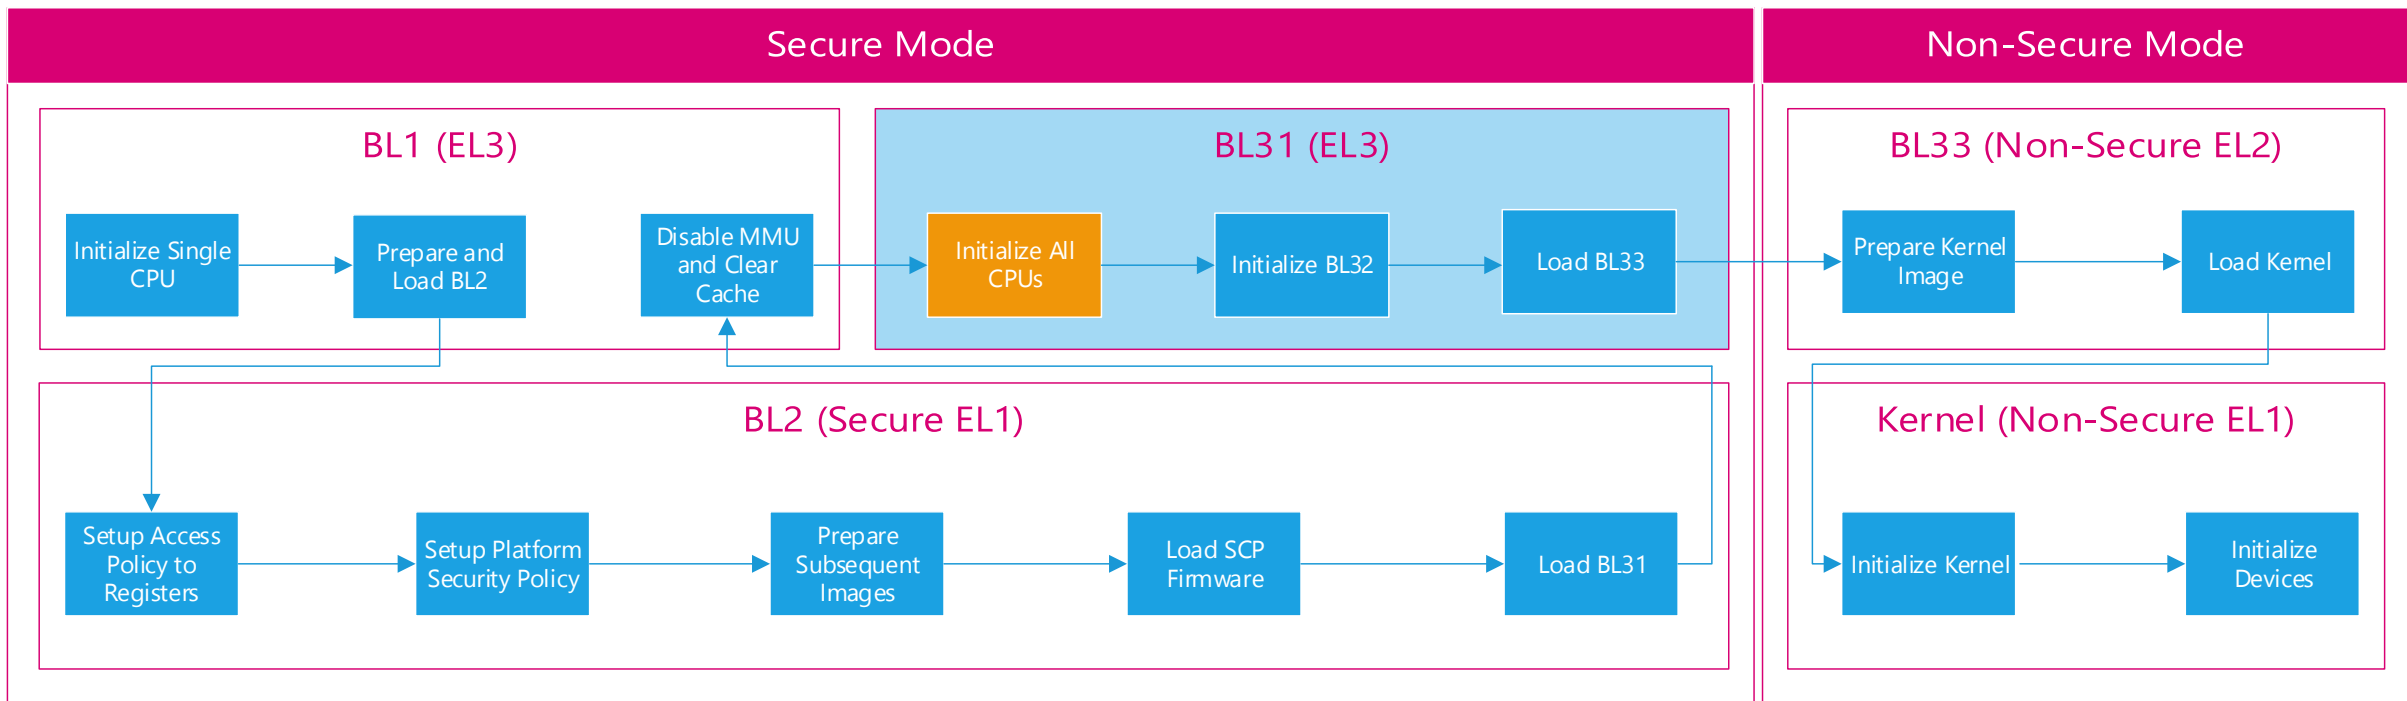 Secure Mode
Non-Secure Mode
BL1 (EL3)
Initialize Single
CPU
Prepare and
Load BL2
Disable MMU
and Clear
Cache
BL31 (EL3)
Initialize All
CPUs
Initialize BL32
Load BL33
BL33 (Non-Secure EL2)
Prepare Kernel
Image
Load Kernel
BL2 (Secure EL1)
Setup Access
Policy to
Registers
Setup Platform
Security Policy
Prepare
Subsequent
Images
Load SCP
Firmware
Load BL31
Kernel (Non-Secure EL1)
Initialize Kernel
Initialize
Devices